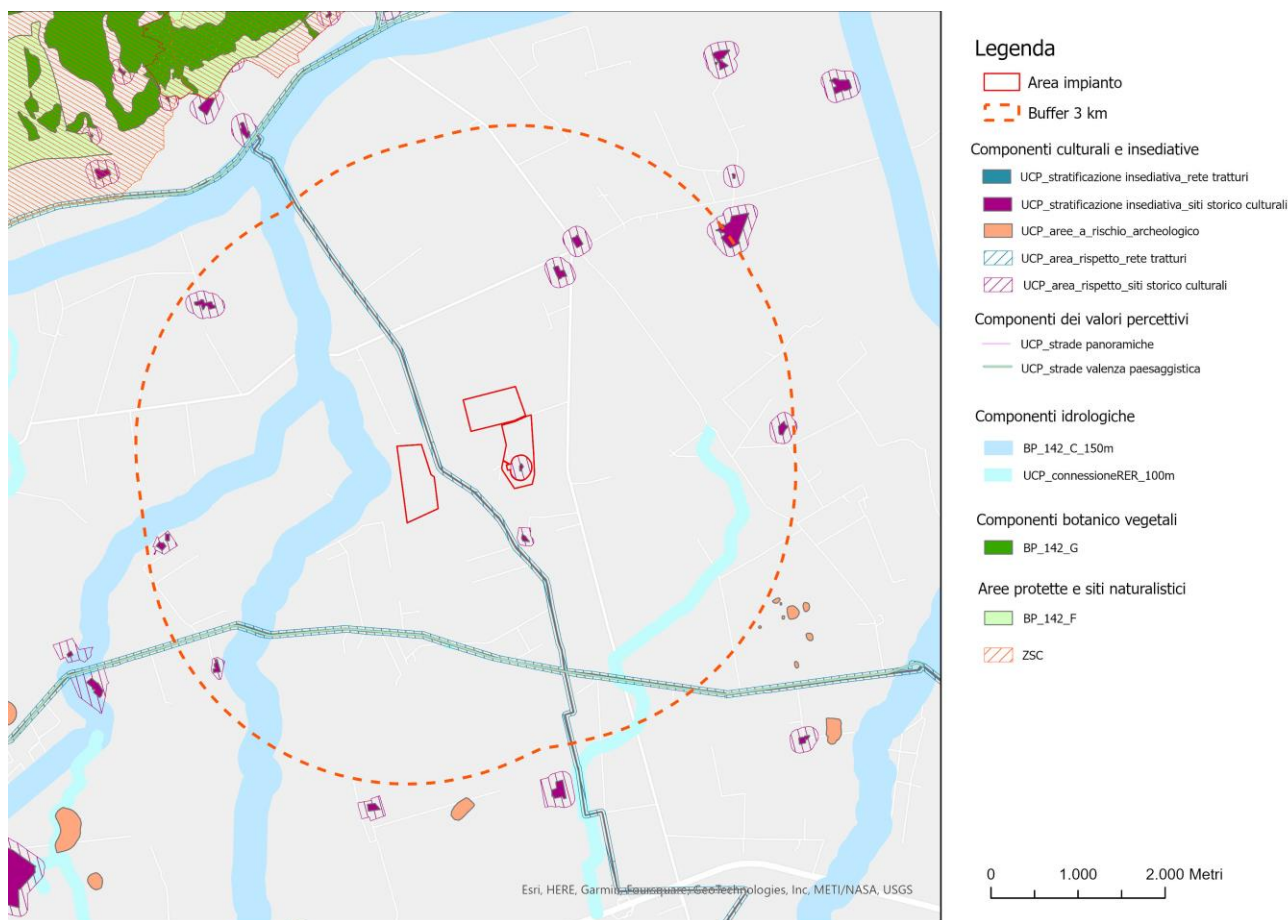 Legenda
Area impianto
Buffer 3 km
Componenti culturali e insediative
UCP_stratificazione insediativa_rete tratturi
UCP_stratificazione insediativa_siti storico culturali
UCP_aree_a_rischio_archeologico
UCP_area_rispetto_rete tratturi
UCP_area_rispetto_siti storico culturali
Componenti dei valori percettivi
UCP_strade panoramiche
UCP_strade valenza paesaggistica
Componenti idrologiche
BP_142_C_150m
UCP_connessioneRER_100m
Componenti botanico vegetali
BP_142_G
Aree protette e siti naturalistici
BP_142_F
ZSC
0 1.000 2.000 Metri
Esri, HERE, Garmin, Foursquare, GeoTechnologies, Inc, METI/NASA, USGS